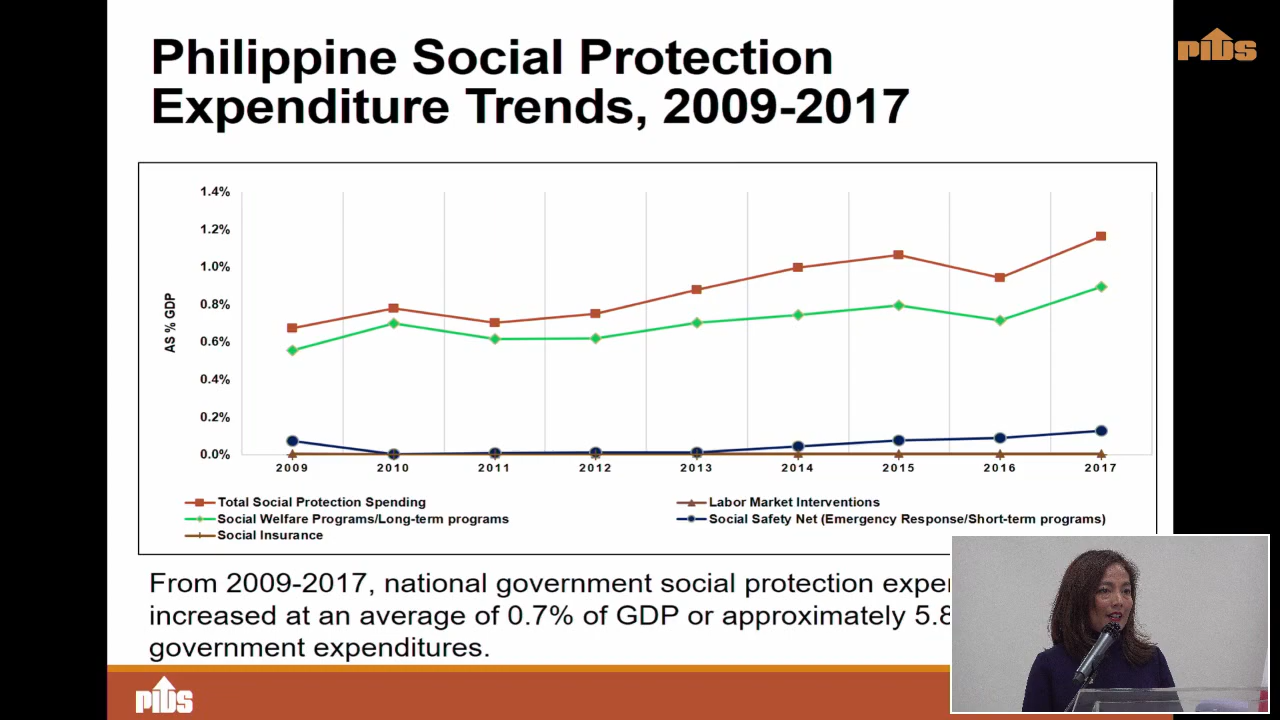 Philippine Social Protection
Expenditure Trends, 2009-2017
PIDS
1.4%
1.2%
1.0%
0.8%
0.6%
0.4%
0.2%
0.0%
AS % GDP
2009 2010 2011 2012 2013 2014 2015 2016 2017
Total Social Protection Spending
Labor Market Interventions
Social Welfare Programs/Long-term programs
Social Safety Net (Emergency Response/Short-term programs)
Social Insurance
From 2009-2017, national government social protection
increased at an average of 0.7% of GDP or approximately 5.8
government expenditures.
PIDS